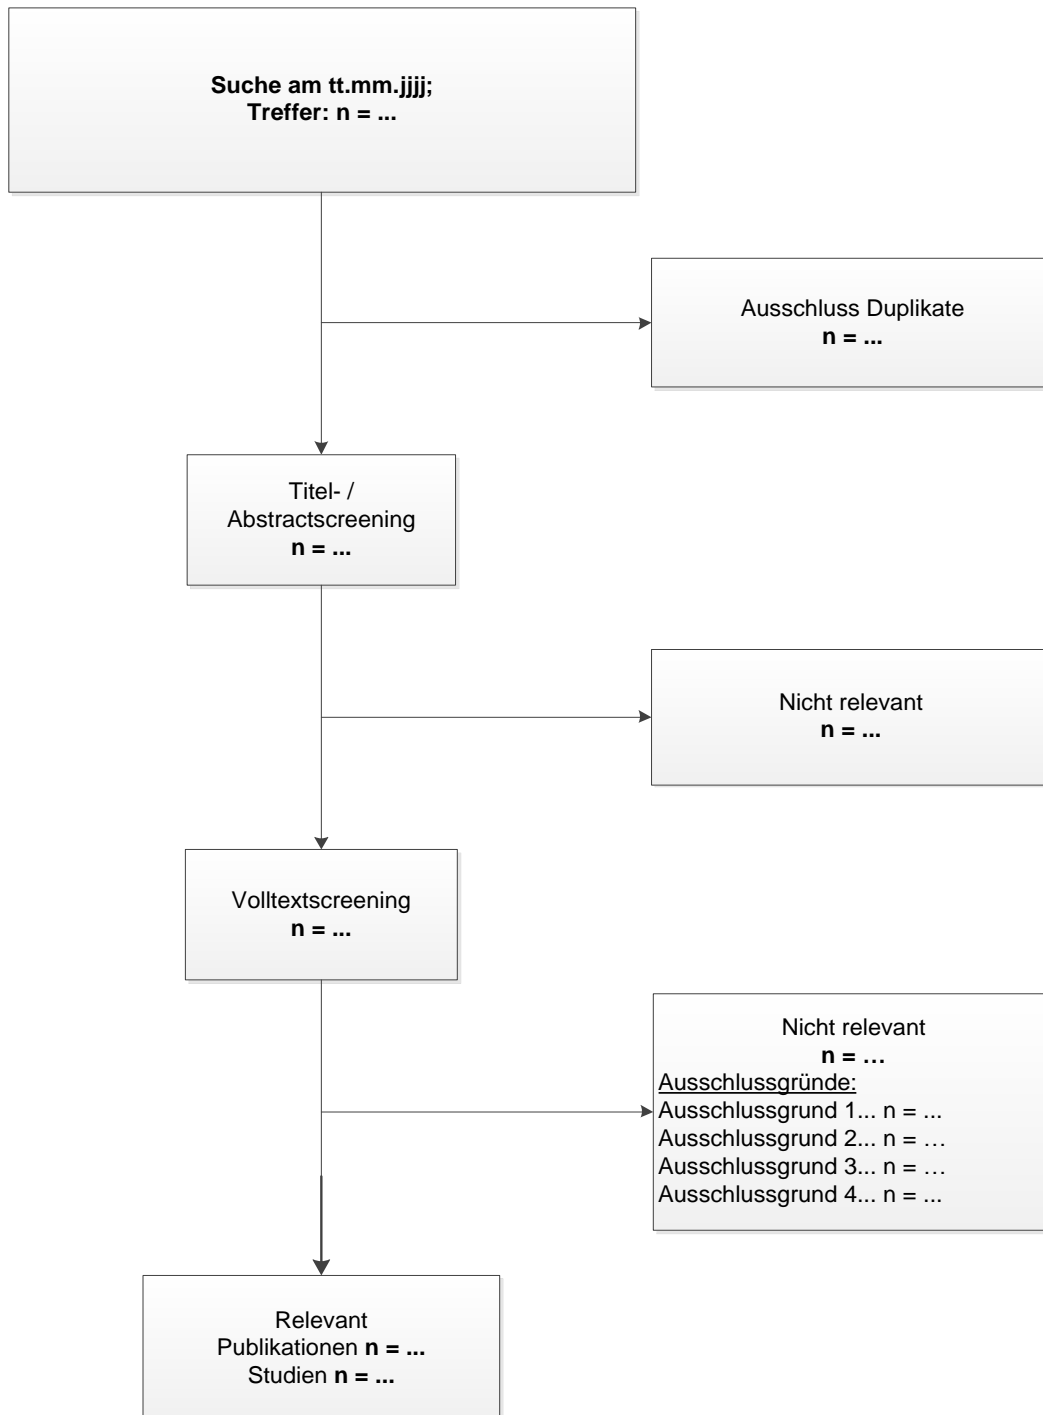 Suche am tt.mm.jjjj;
Treffer: n = ...
Ausschluss Duplikate
n = ...
Titel- /
Abstractscreening
n = ...
Nicht relevant
n = ...
Volltextscreening
n = ...
Nicht relevant
n = …
Ausschlussgründe:
Ausschlussgrund 1... n = ...
Ausschlussgrund 2... n = …
Ausschlussgrund 3... n = …
Ausschlussgrund 4... n = ...
Relevant
Publikationen n = ...
Studien n = ...